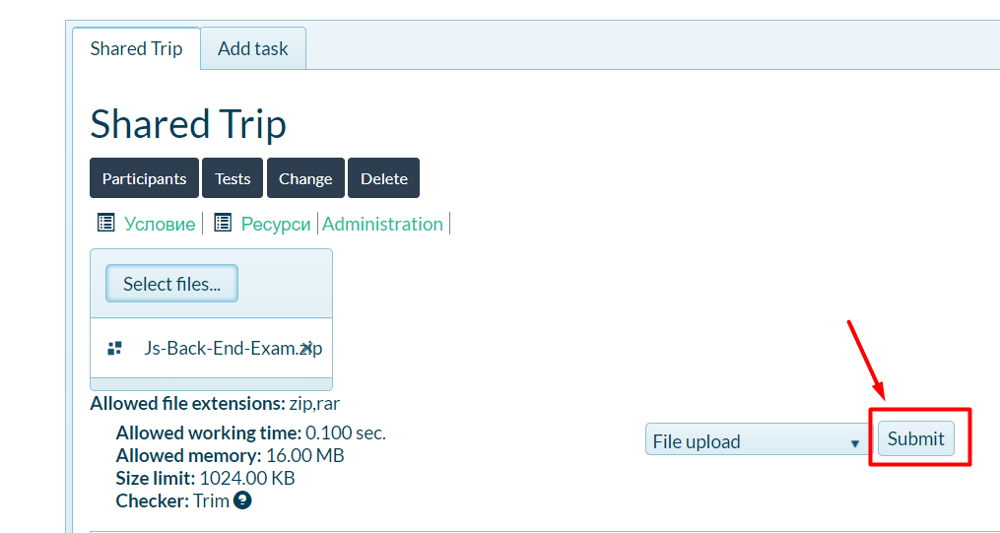 Shared Trip Add task
Shared Trip
Participants Tests Change Delete
Условие Ресурси Administration
Select files...
Js-Back-End-Exam.zip
Allowed file extensions: zip,rar
Allowed working time: 0.100 sec.
Allowed memory: 16.00 MB
Size limit: 1024.00 KB
Checker: Trim
File upload Submit